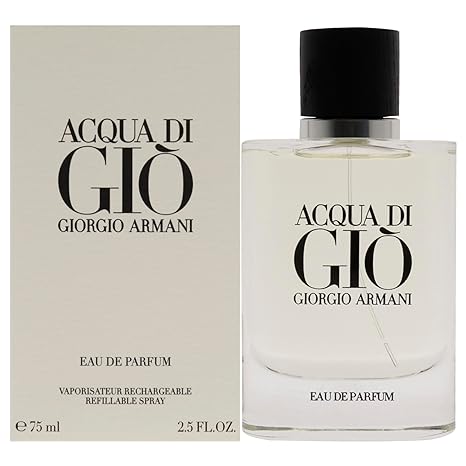 ACQUA DI
GIÒ
GIORGIO ARMANI
EAU DE PARFUM
VAPORISATEUR RECHARGEABLE
REFILLABLE SPRAY
℮ 75 ml 2.5 FL.OZ.
ACQUA DI
GIÒ
GIORGIO ARMANI
EAU DE PARFUM